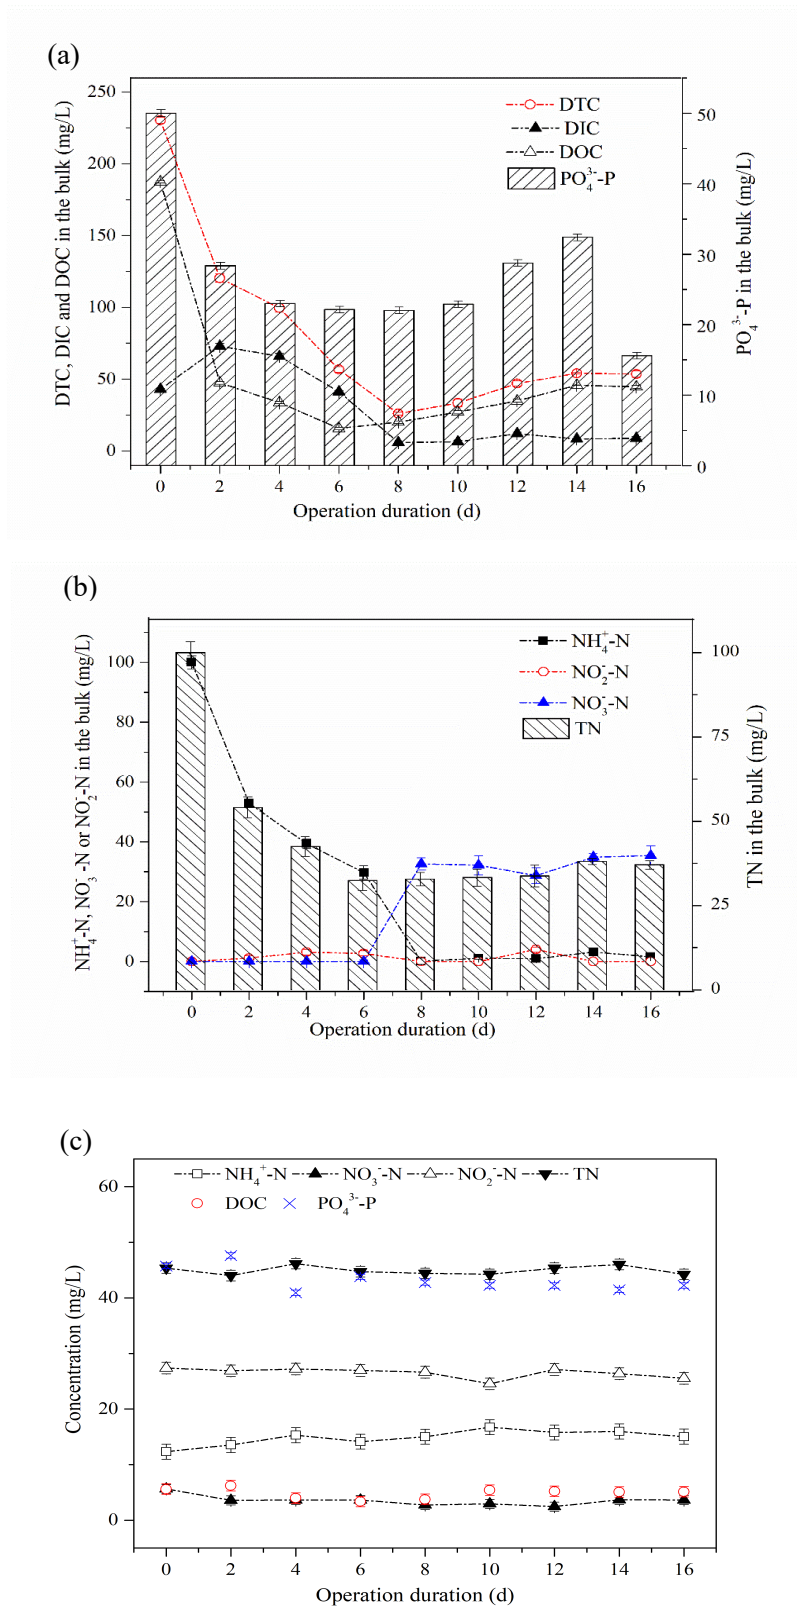 (a)
DTC, DIC and DOC in the bulk (mg/L)
250
200
150
100
50
0
DTC
DIC
DOC
PO₄³⁻-P
50
40
30
20
10
0
PO₄³⁻-P in the bulk (mg/L)
0 2 4 6 8 10 12 14 16
Operation duration (d)
(b)
NH₄⁺-N, NO₃⁻-N or NO₂⁻-N in the bulk (mg/L)
100
80
60
40
20
0
NH₄⁺-N
NO₂⁻-N
NO₃⁻-N
TN
100
75
50
25
0
TN in the bulk (mg/L)
0 2 4 6 8 10 12 14 16
Operation duration (d)
(c)
Concentration (mg/L)
60
40
20
0
NH₄⁺-N NO₃⁻-N NO₂⁻-N TN
DOC PO₄³⁻-P
0 2 4 6 8 10 12 14 16
Operation duration (d)